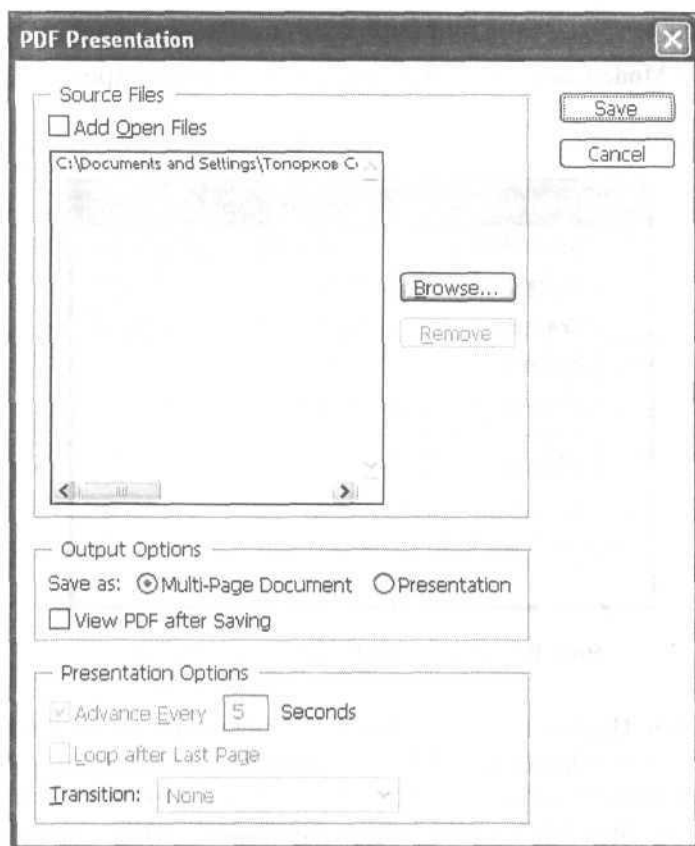 PDF Presentation
Source Files
Add Open Files
C:\Documents and Settings\Топорков С
Browse...
Remove
Save
Cancel
Output Options
Save as: Multi-Page Document Presentation
View PDF after Saving
Presentation Options
Advance Every 5 Seconds
Loop after Last Page
Transition: None